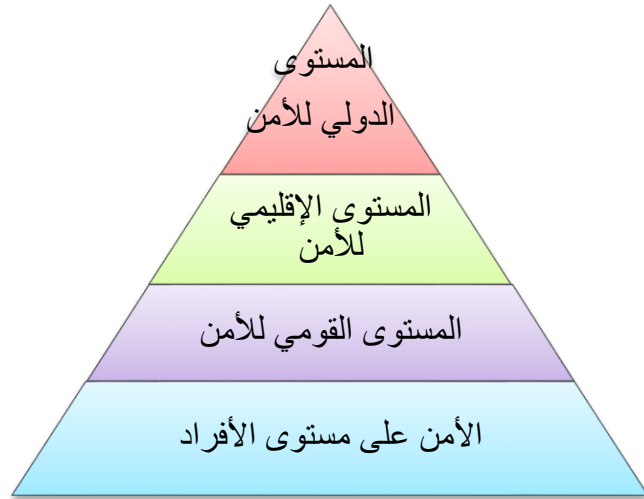 المستوى
الدولي للأمن
المستوى الإقليمي
للأمن
المستوى القومي للأمن
الأمن على مستوى الأفراد